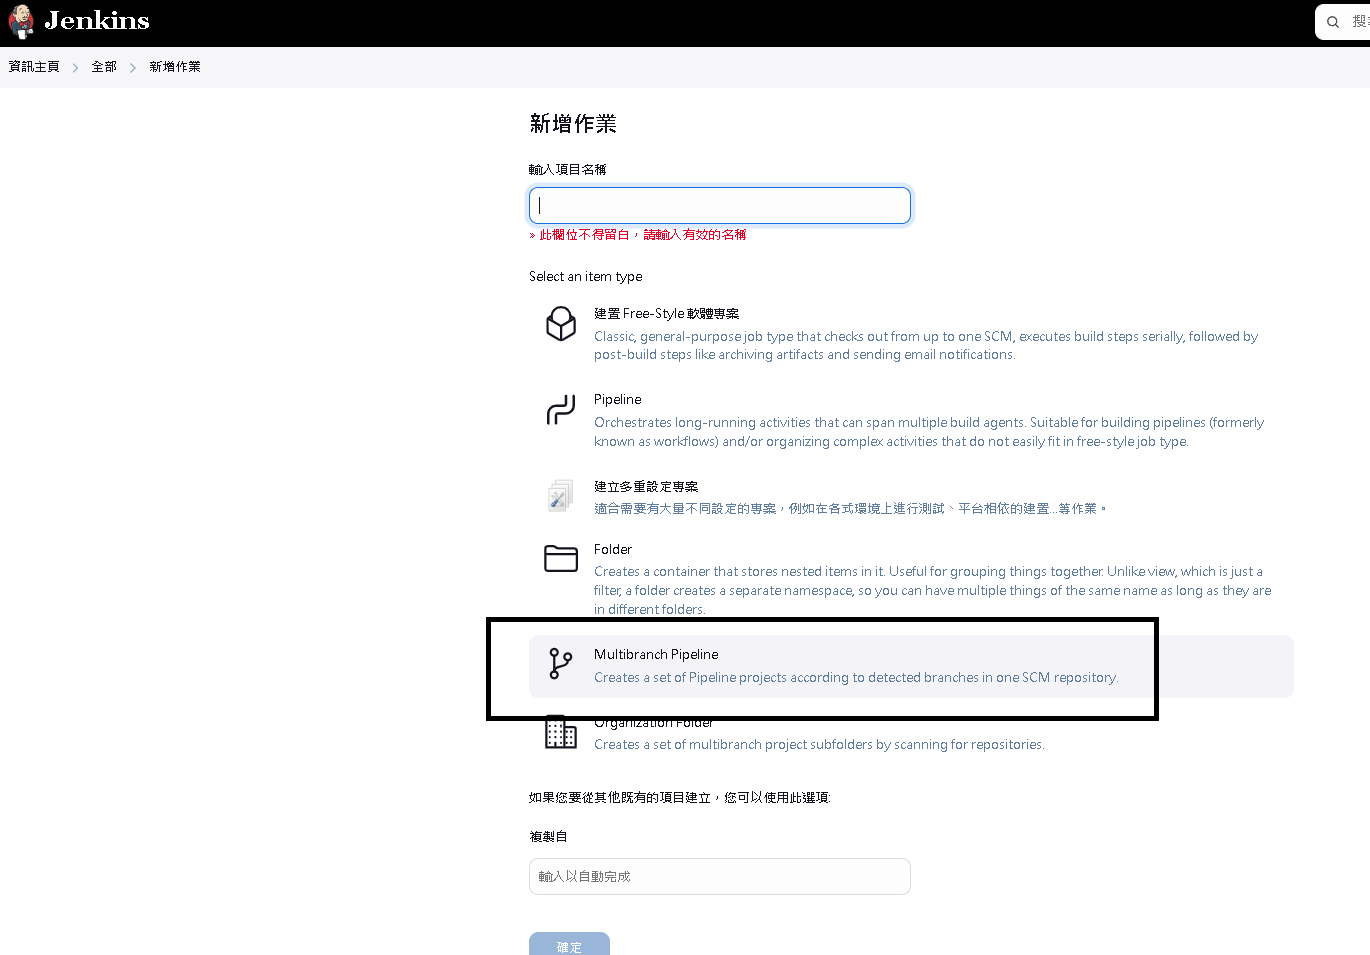 Jenkins
搜
資訊主頁 > 全部 > 新增作業
新增作業
輸入項目名稱
» 此欄位不得留白，請輸入有效的名稱
Select an item type
建置 Free-Style 軟體專案
Classic, general-purpose job type that checks out from up to one SCM, executes build steps serially, followed by
post-build steps like archiving artifacts and sending email notifications.
Pipeline
Orchestrates long-running activities that can span multiple build agents. Suitable for building pipelines (formerly
known as workflows) and/or organizing complex activities that do not easily fit in free-style job type.
建立多重設定專案
適合需要有大量不同設定的專案，例如在各式環境上進行測試、平台相依的建置...等作業。
Folder
Creates a container that stores nested items in it. Useful for grouping things together. Unlike view, which is just a
filter, a folder creates a separate namespace, so you can have multiple things of the same name as long as they are
in different folders.
Multibranch Pipeline
Creates a set of Pipeline projects according to detected branches in one SCM repository.
Organization Folder
Creates a set of multibranch project subfolders by scanning for repositories.
如果您要從其他既有的項目建立，您可以使用此選項:
複製自
輸入以自動完成
確定